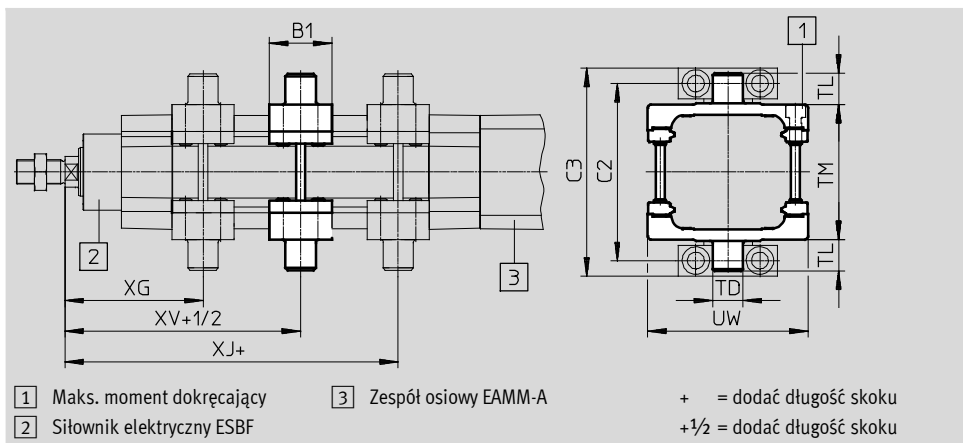 B1
1
TL
C3
C2
TM
TL
TD
UW
2
3
XG
XV+1/2
XJ+
1 Maks. moment dokręcający
3 Zespół osiowy EAMM-A
+ = dodać długość skoku
2 Siłownik elektryczny ESBF
+½ = dodać długość skoku